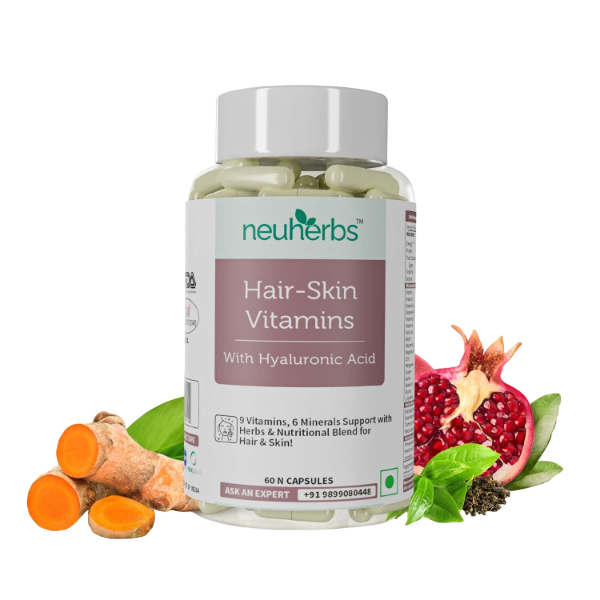 neuherbs™
Hair-Skin
Vitamins
With Hyaluronic Acid
9 Vitamins, 6 Minerals Support with
Herbs & Nutritional Blend for
Hair & Skin!
60 N CAPSULES
ASK AN EXPERT +91 9899080448